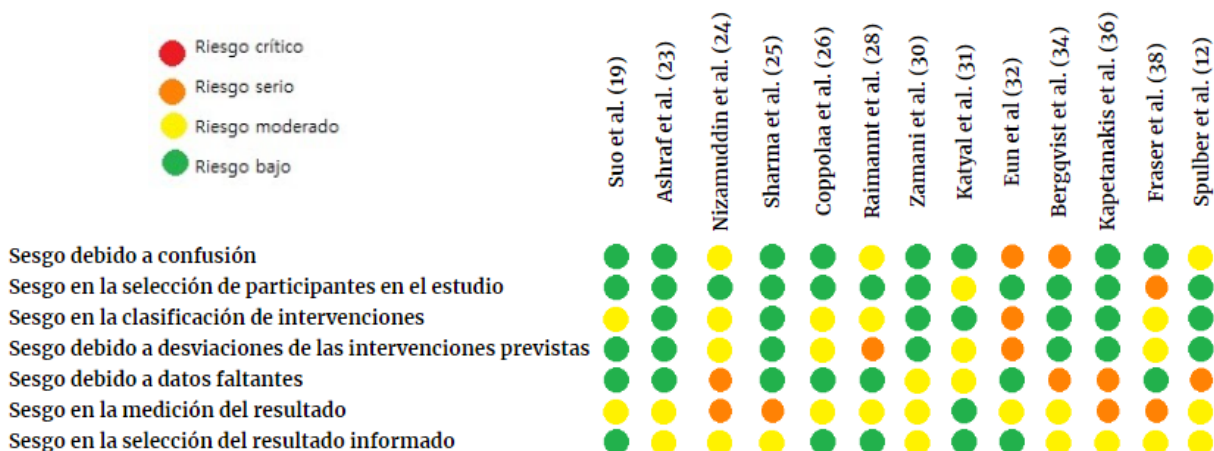 Riesgo crítico
Riesgo serio
Riesgo moderado
Riesgo bajo
Suo et al. (19)
Ashraf et al. (23)
Nizamuddin et al. (24)
Sharma et al. (25)
Coppolaa et al. (26)
Raimannt et al. (28)
Zamani et al. (30)
Katyal et al. (31)
Eun et al (32)
Bergqvist et al. (34)
Kapetanakis et al. (36)
Fraser et al. (38)
Spulber et al. (12)
Sesgo debido a confusión
Sesgo en la selección de participantes en el estudio
Sesgo en la clasificación de intervenciones
Sesgo debido a desviaciones de las intervenciones previstas
Sesgo debido a datos faltantes
Sesgo en la medición del resultado
Sesgo en la selección del resultado informado